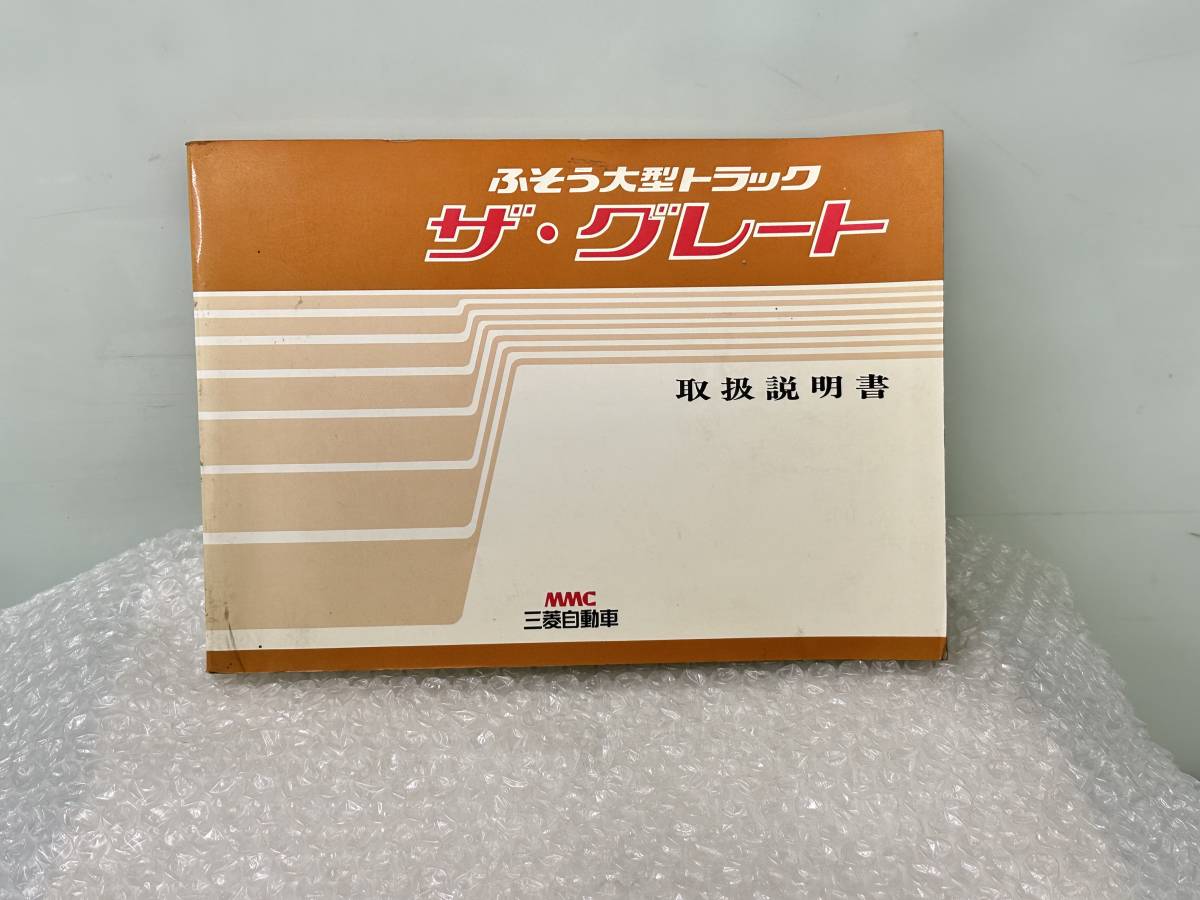 ふそう大型トラック
ザ・グレート
取扱説明書
MMC
三菱自動車